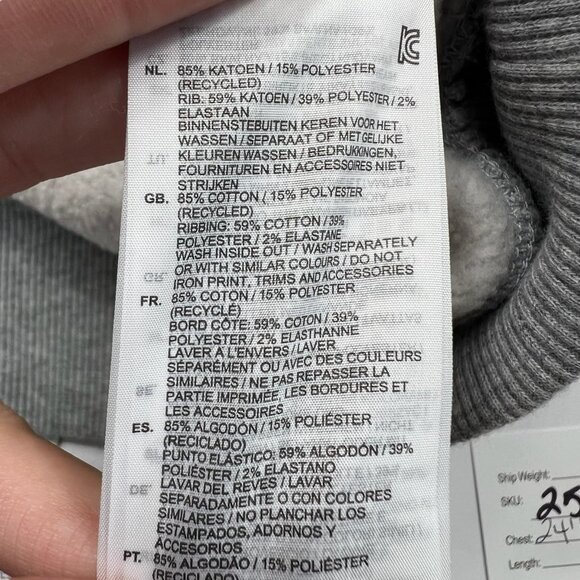 NL. 85% KATOEN / 15% POLYESTER
(RECYCLED)
RIB: 59% KATOEN / 39% POLYESTER / 2%
ELASTAAN
BINNENSTEBUITEN KEREN VOOR HET
WASSEN / SEPARAAT OF MET GELIJKE
KLEUREN WASSEN / BEDRUKKINGEN,
FOURNITUREN EN ACCESSOIRES NIET
STRIJKEN
GB. 85% COTTON / 15% POLYESTER
(RECYCLED)
RIBBING: 59% COTTON / 39%
POLYESTER / 2% ELASTANE
WASH INSIDE OUT / WASH SEPARATELY
OR WITH SIMILAR COLOURS / DO NOT
IRON PRINT, TRIMS AND ACCESSORIES
FR. 85% COTON / 15% POLYESTER
(RECYCLÉ)
BORD CÔTE: 59% COTON / 39%
POLYESTER / 2% ELASTHANNE
LAVER A L'ENVERS / LAVER
SÉPARÉMENT OU AVEC DES COULEURS
SIMILAIRES / NE PAS REPASSER LA
PARTIE IMPRIMÉE, LES BORDURES ET
LES ACCESSOIRES
ES. 85% ALGODÓN / 15% POLIÉSTER
(RECICLADO)
PUNTO ELÁSTICO: 59% ALGODÓN / 39%
POLIÉSTER / 2% ELASTANO
LAVAR DEL REVES / LAVAR
SEPARADAMENTE O CON COLORES
SIMILARES / NO PLANCHAR LOS
ESTAMPADOS, ADORNOS Y
ACCESORIOS
PT. 85% ALGODÃO / 15% POLIÉSTER
(RECICLADO)
Ship Weight:
SKU: 25
Chest: 24"
Length: